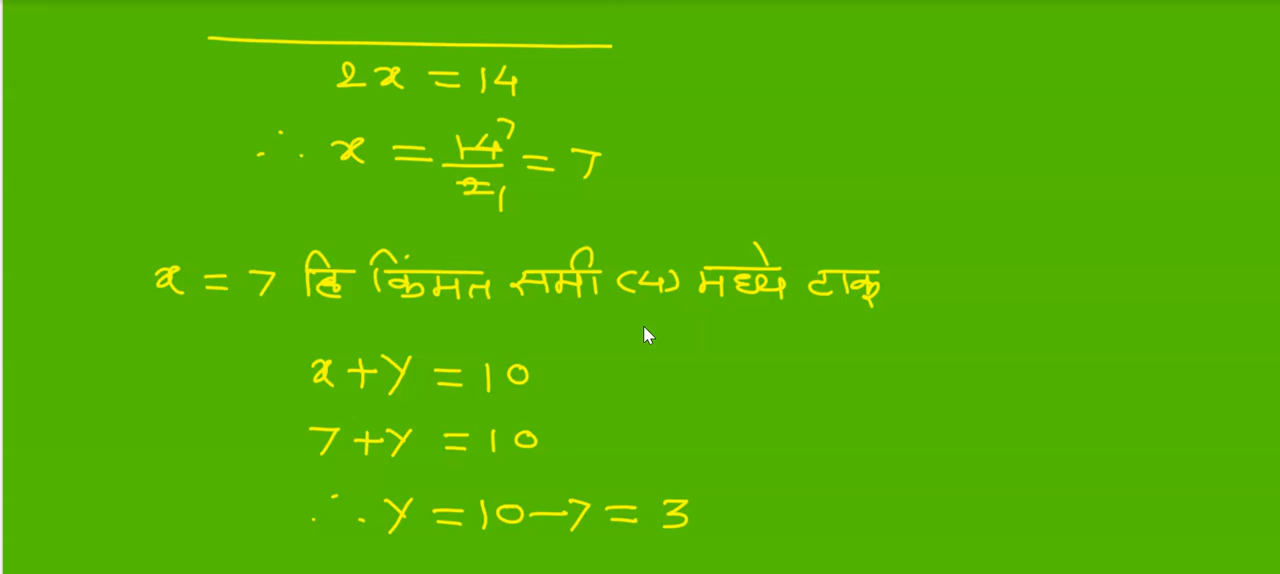 2x = 14
∴ x = 14/2 = 7
x = 7 हि किंमत समी (4) मध्ये टाकू
x + y = 10
7 + y = 10
∴ y = 10 - 7 = 3